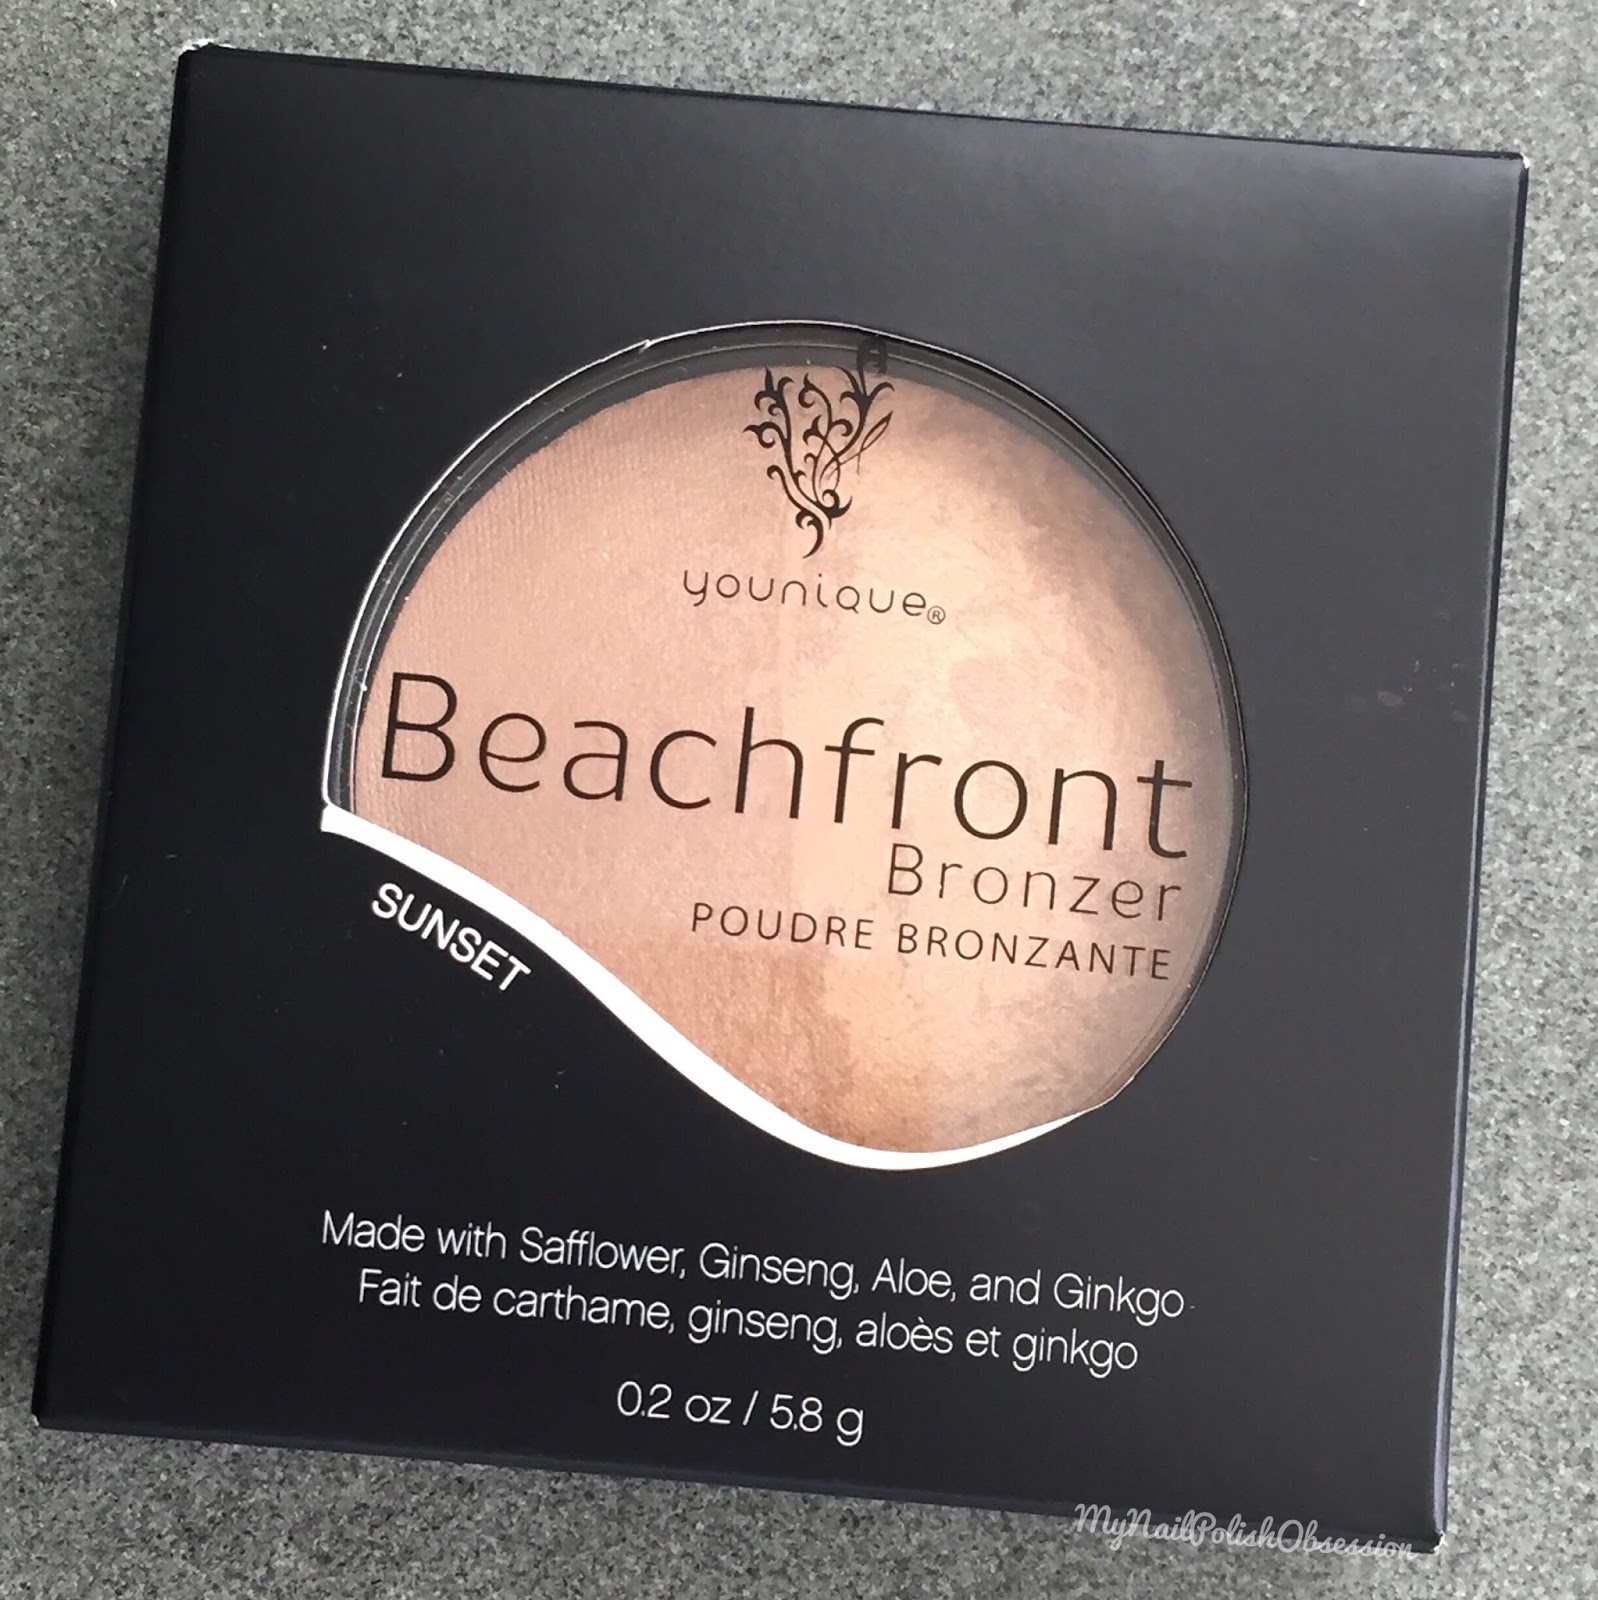 younique®
Beachfront
Bronzer
POUDRE BRONZANTE
SUNSET
Made with Safflower, Ginseng, Aloe, and Ginkgo
Fait de carthame, ginseng, aloès et ginkgo
0.2 oz / 5.8 g
MyNailPolishObsession